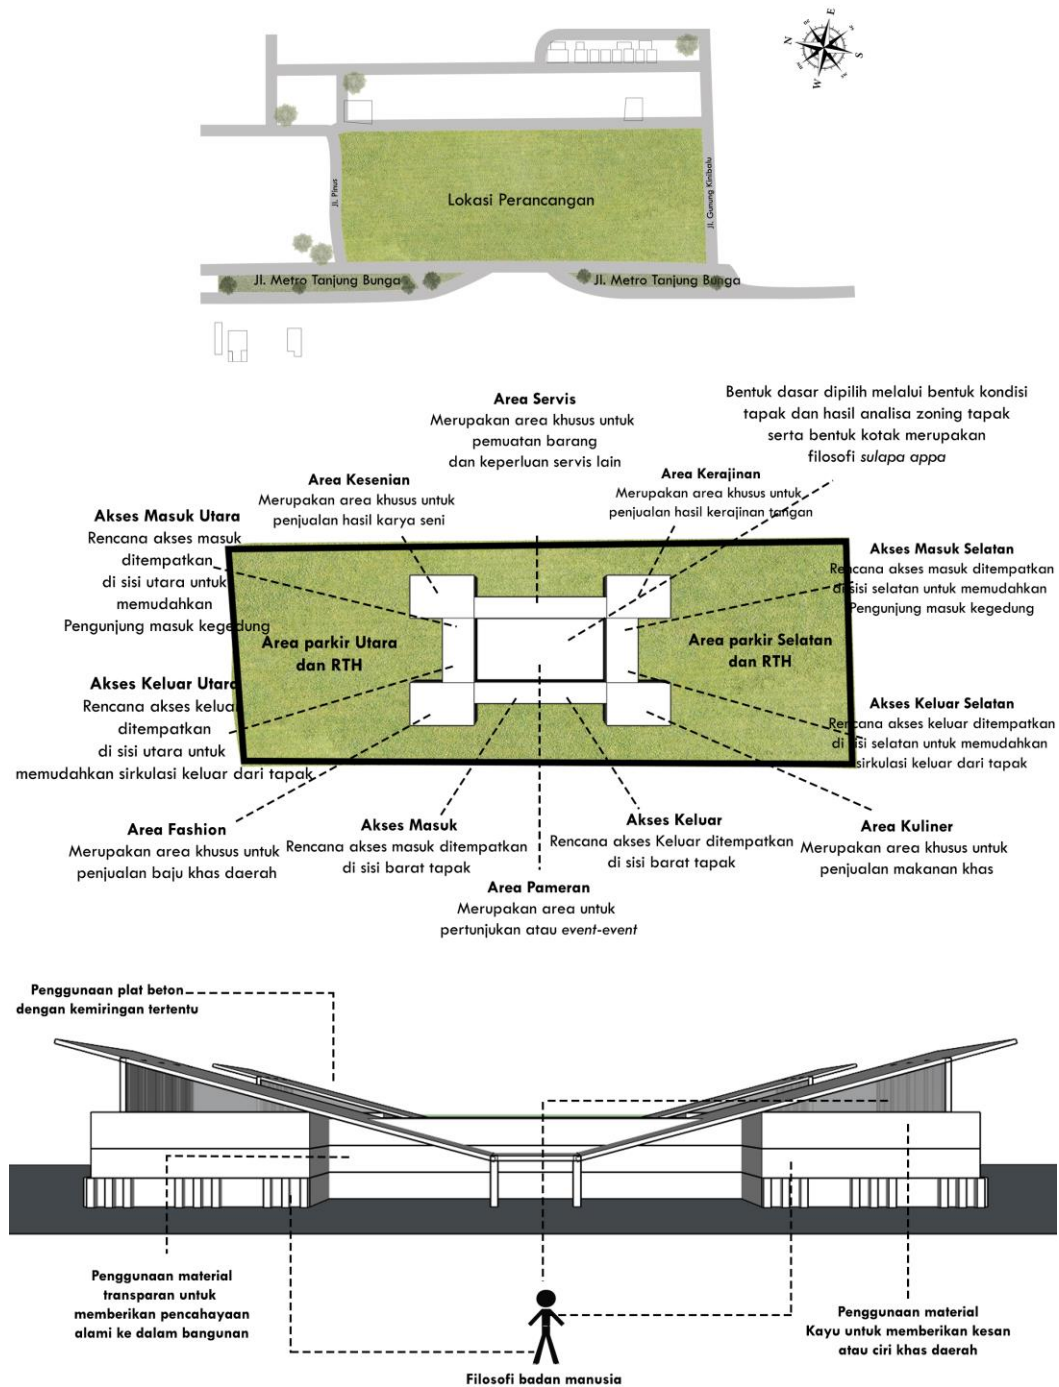 E
N
S
W
Lokasi Perancangan
Jl. Pinus
Jl. Gunung Kinibalu
Jl. Metro Tanjung Bunga
Jl. Metro Tanjung Bunga
Area Servis
Merupakan area khusus untuk
pemuatan barang
dan keperluan servis lain
Bentuk dasar dipilih melalui bentuk kondisi
tapak dan hasil analisa zoning tapak
serta bentuk kotak merupakan
filosofi sulapa appa
Area Kesenian
Merupakan area khusus untuk
penjualan hasil karya seni
Area Kerajinan
Merupakan area khusus untuk
penjualan hasil kerajinan tangan
Akses Masuk Utara
Rencana akses masuk
ditempatkan
di sisi utara untuk
memudahkan
Pengunjung masuk kegedung
Akses Masuk Selatan
Rencana akses masuk ditempatkan
di sisi selatan untuk memudahkan
Pengunjung masuk kegedung
Area parkir Utara
dan RTH
Area parkir Selatan
dan RTH
Akses Keluar Utara
Rencana akses keluar
ditempatkan
di sisi utara untuk
memudahkan sirkulasi keluar dari tapak
Akses Keluar Selatan
Rencana akses keluar ditempatkan
di sisi selatan untuk memudahkan
sirkulasi keluar dari tapak
Area Fashion
Merupakan area khusus untuk
penjualan baju khas daerah
Akses Masuk
Rencana akses masuk ditempatkan
di sisi barat tapak
Akses Keluar
Rencana akses Keluar ditempatkan
di sisi barat tapak
Area Kuliner
Merupakan area khusus untuk
penjualan makanan khas
Area Pameran
Merupakan area untuk
pertunjukan atau event-event
Penggunaan plat beton
dengan kemiringan tertentu
Penggunaan material
transparan untuk
memberikan pencahayaan
alami ke dalam bangunan
Penggunaan material
Kayu untuk memberikan kesan
atau ciri khas daerah
Filosofi badan manusia